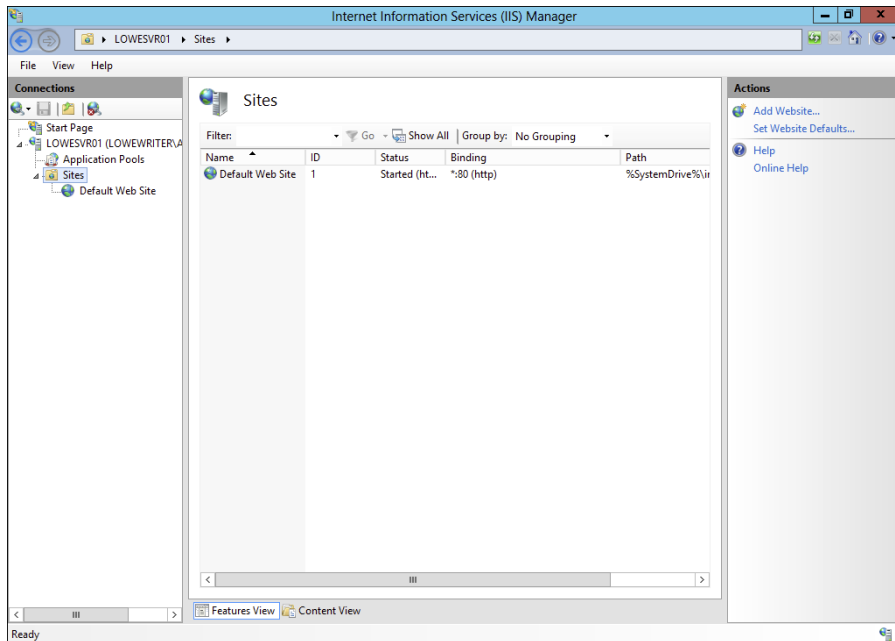 Internet Information Services (IIS) Manager
LOWESVR01 Sites
File View Help
Connections
Start Page
LOWESVR01 (LOWEWRITER\A
Application Pools
Sites
Default Web Site
Sites
Filter: Go Show All Group by: No Grouping
Name ID Status Binding Path
Default Web Site 1 Started (ht... *:80 (http) %SystemDrive%\in
Features View Content View
Actions
Add Website...
Set Website Defaults...
Help
Online Help
Ready